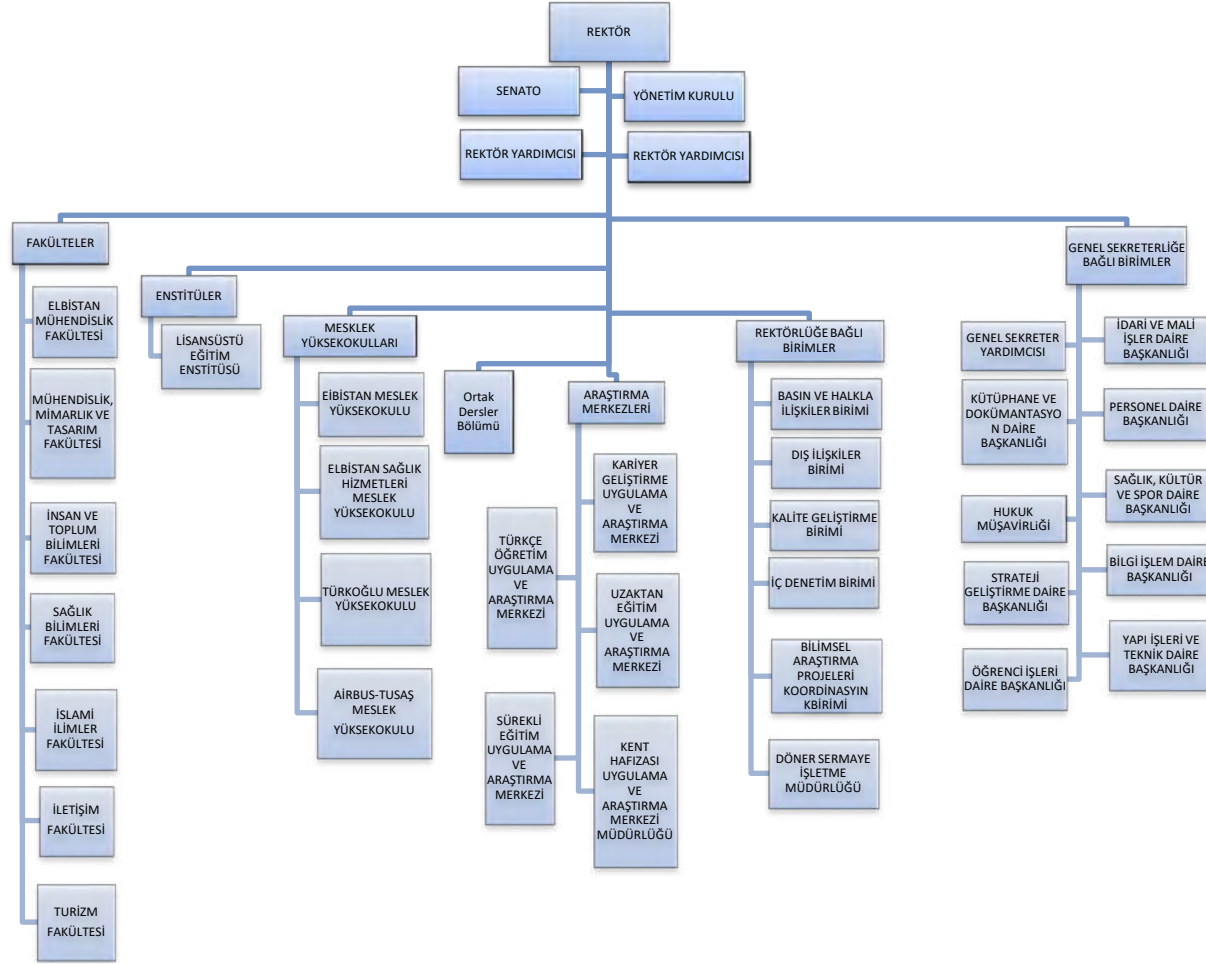 REKTÖR
SENATO
YÖNETİM KURULU
REKTÖR YARDIMCISI
REKTÖR YARDIMCISI
FAKÜLTELER
ELBİSTAN
MÜHENDİSLİK
FAKÜLTESİ
MÜHENDİSLİK,
MİMARLIK VE
TASARIM
FAKÜLTESİ
İNSAN VE
TOPLUM
BİLİMLERİ
FAKÜLTESİ
SAĞLIK
BİLİMLERİ
FAKÜLTESİ
İSLAMİ
İLİMLER
FAKÜLTESİ
İLETİŞİM
FAKÜLTESİ
TURİZM
FAKÜLTESİ
ENSTİTÜLER
LİSANSÜSTÜ
EĞİTİM
ENSTİTÜSÜ
MESKLEK
YÜKSEKOKULLARI
EİBİSTAN MESLEK
YÜKSEKOKULU
ELBİSTAN SAĞLIK
HİZMETLERİ
MESLEK
YÜKSEKOKULU
TÜRKOĞLU MESLEK
YÜKSEKOKULU
AİRBUS-TUSAŞ
MESLEK
YÜKSEKOKULU
Ortak
Dersler
Bölümü
ARAŞTIRMA
MERKEZLERİ
KARİYER
GELİŞTİRME
UYGULAMA
VE
ARAŞTIRMA
MERKEZİ
TÜRKÇE
ÖĞRETİM
UYGULAMA
VE
ARAŞTIRMA
MERKEZİ
UZAKTAN
EĞİTİM
UYGULAMA
VE
ARAŞTIRMA
MERKEZİ
SÜREKLİ
EĞİTİM
UYGULAMA
VE
ARAŞTIRMA
MERKEZİ
KENT
HAFIZASI
UYGULAMA
VE
ARAŞTIRMA
MERKEZİ
MÜDÜRLÜĞÜ
REKTÖRLÜĞE BAĞLI
BİRİMLER
BASIN VE HALKLA
İLİŞKİLER BİRİMİ
DIŞ İLİŞKİLER
BİRİMİ
KALİTE GELİŞTİRME
BİRİMİ
İÇ DENETİM BİRİMİ
BİLİMSEL
ARAŞTIRMA
PROJELERİ
KOORDİNASYON
KBİRİMİ
DÖNER SERMAYE
İŞLETME
MÜDÜRLÜĞÜ
GENEL SEKRETERLİĞE
BAĞLI BİRİMLER
GENEL SEKRETER
YARDIMCISI
İDARİ VE MALİ
İŞLER DAİRE
BAŞKANLIĞI
KÜTÜPHANE VE
DOKÜMANTASYO
N DAİRE
BAŞKANLIĞI
PERSONEL DAİRE
BAŞKANLIĞI
HUKUK
MÜŞAVİRLİĞİ
SAĞLIK, KÜLTÜR
VE SPOR DAİRE
BAŞKANLIĞI
STRATEJİ
GELİŞTİRME DAİRE
BAŞKANLIĞI
BİLGİ İŞLEM DAİRE
BAŞKANLIĞI
ÖĞRENCİ İŞLERİ
DAİRE BAŞKANLIĞI
YAPI İŞLERİ VE
TEKNİK DAİRE
BAŞKANLIĞI